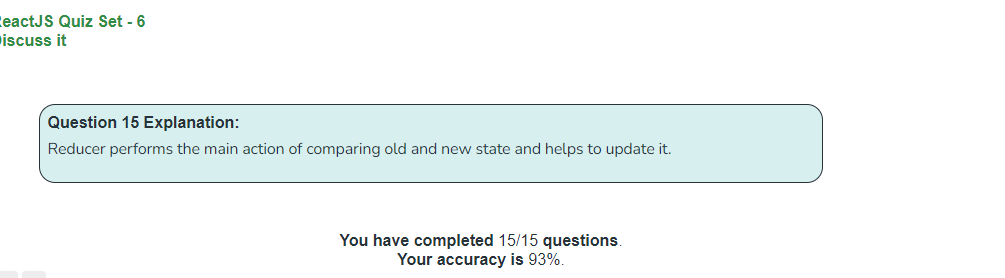 ReactJS Quiz Set - 6
Discuss it
Question 15 Explanation:
Reducer performs the main action of comparing old and new state and helps to update it.
You have completed 15/15 questions.
Your accuracy is 93%.